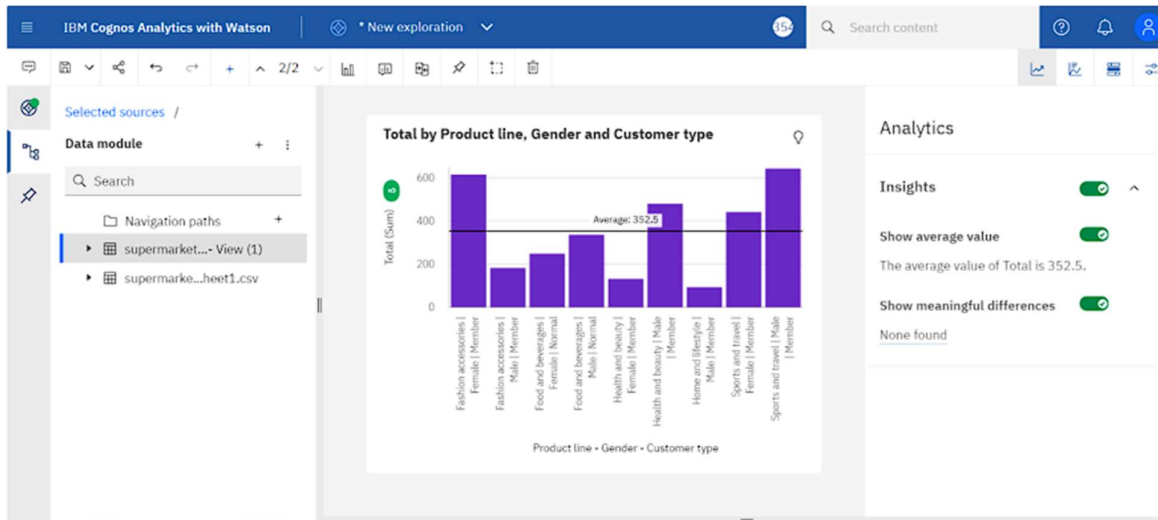 IBM Cognos Analytics with Watson
* New exploration
354
Search content
2/2
Selected sources /
Data module
Search
Navigation paths
supermarket...- View (1)
supermarke...heet1.csv
Total by Product line, Gender and Customer type
Total (Sum)
5
600
400
200
0
Average: 352.5
Fashion accessories |
Female | Member
Fashion accessories |
Male | Member
Food and beverages |
Female | Normal
Food and beverages |
Male | Normal
Health and beauty |
Female | Member
Health and beauty | Male
| Member
Home and lifestyle |
Male | Member
Sports and travel |
Female | Member
Sports and travel | Male
| Member
Product line - Gender - Customer type
Analytics
Insights
Show average value
The average value of Total is 352.5.
Show meaningful differences
None found